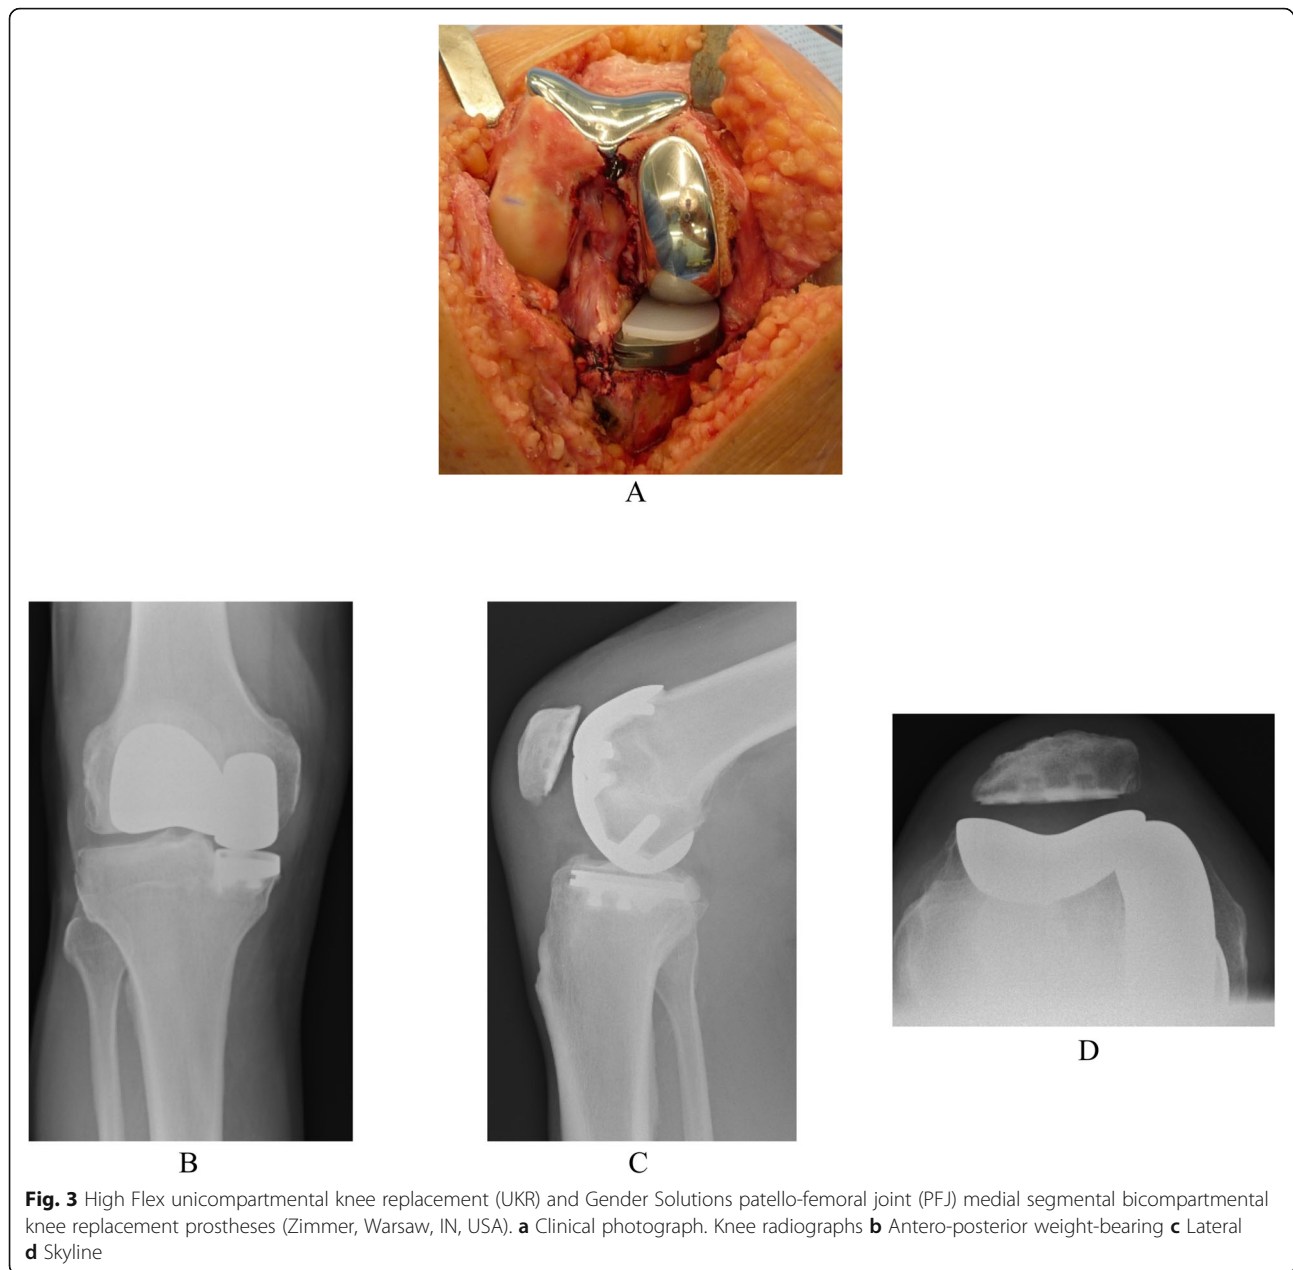 A
B
C
D
Fig. 3 High Flex unicompartmental knee replacement (UKR) and Gender Solutions patello-femoral joint (PFJ) medial segmental bicompartmental
knee replacement prostheses (Zimmer, Warsaw, IN, USA). a Clinical photograph. Knee radiographs b Antero-posterior weight-bearing c Lateral
d Skyline